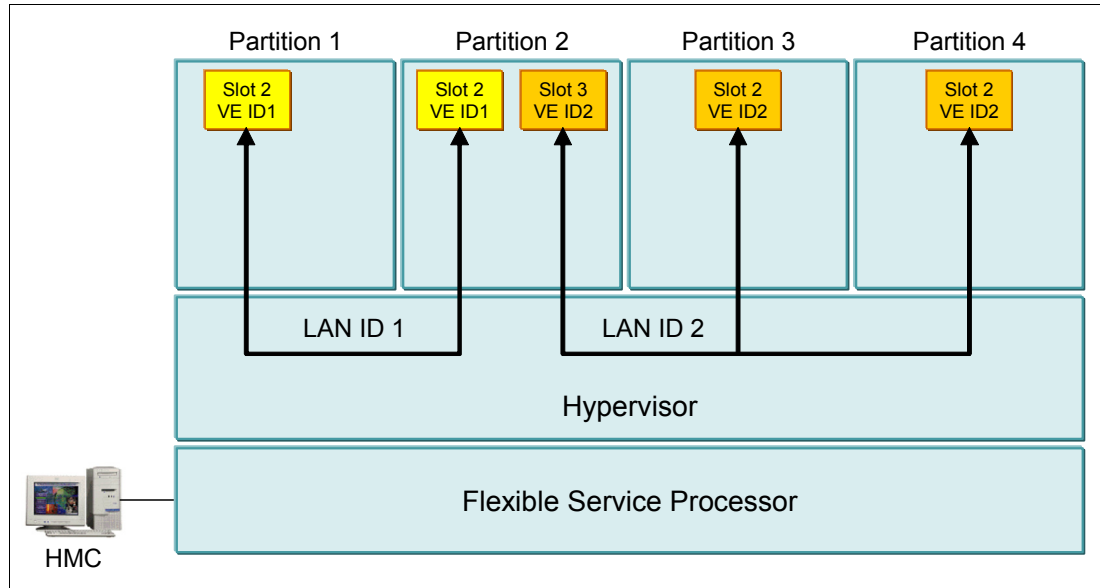 Partition 1
Partition 2
Partition 3
Partition 4
Slot 2
VE ID1
Slot 2
VE ID1
Slot 3
VE ID2
Slot 2
VE ID2
Slot 2
VE ID2
LAN ID 1
LAN ID 2
Hypervisor
Flexible Service Processor
HMC